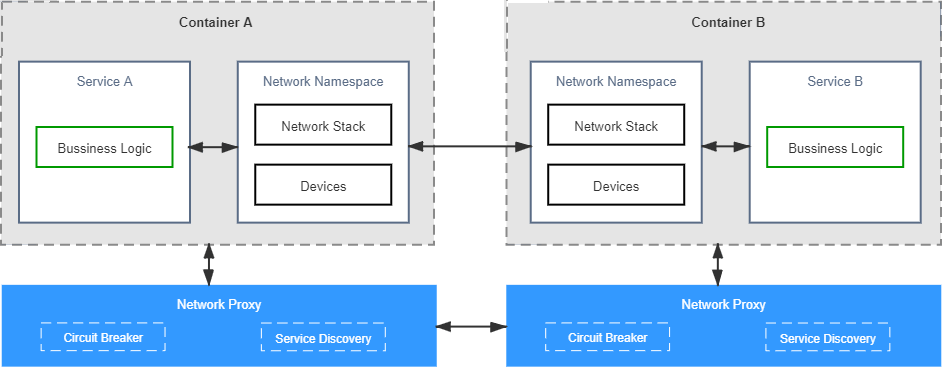 Container A
Container B
Service A
Network Namespace
Network Namespace
Service B
Network Stack
Network Stack
Bussiness Logic
Bussiness Logic
Devices
Devices
Network Proxy
Network Proxy
Circuit Breaker
Service Discovery
Circuit Breaker
Service Discovery